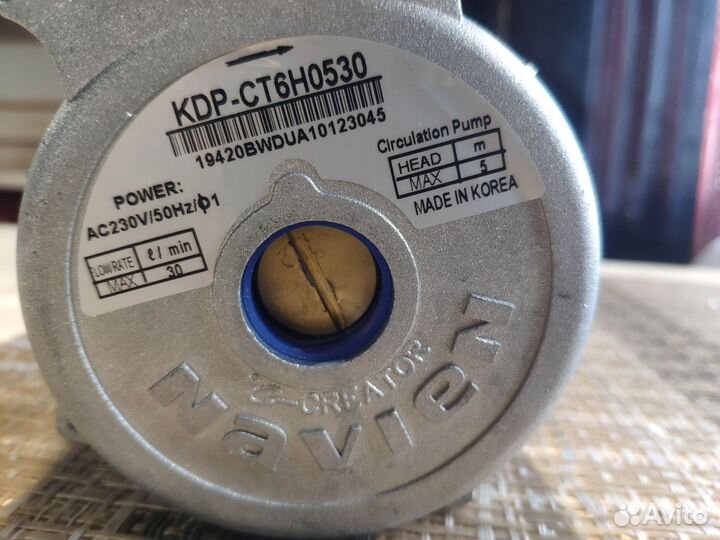 KDP-CT6H0530
19420BWDUA10123045
POWER:
AC230V/50Hz/ϕ1
FLOW RATE ℓ/ min
MAX 30
Circulation Pump
HEAD m
MAX 5
MADE IN KOREA
-CREATOR
NaVIEN
Avito